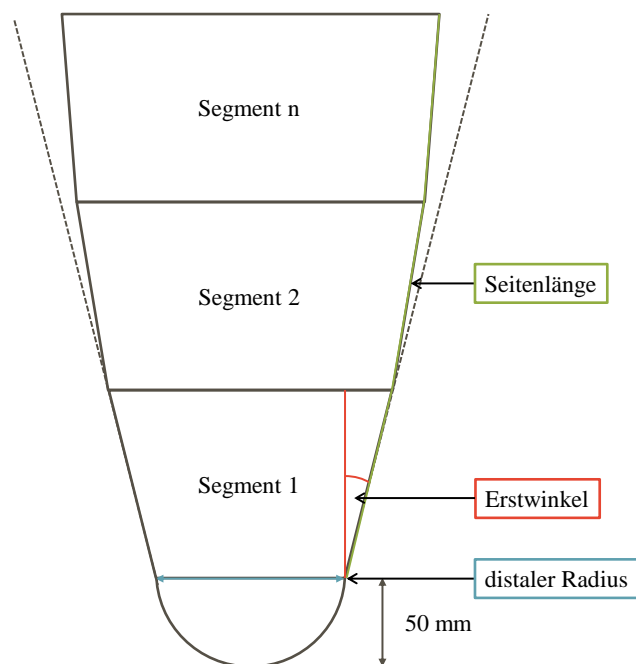 Segment n
Segment 2
Seitenlänge
Segment 1
Erstwinkel
distaler Radius
50 mm